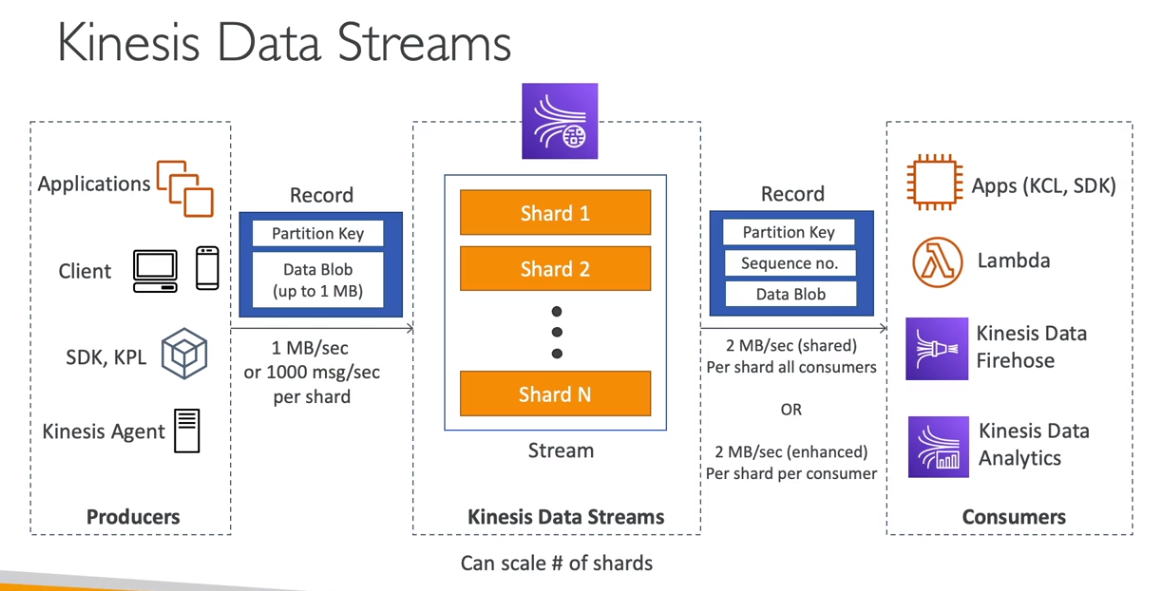 Kinesis Data Streams
Applications
Client
SDK, KPL
Kinesis Agent
Producers
Record
Partition Key
Data Blob
(up to 1 MB)
1 MB/sec
or 1000 msg/sec
per shard
Shard 1
Shard 2
Shard N
Stream
Kinesis Data Streams
Can scale # of shards
Record
Partition Key
Sequence no.
Data Blob
2 MB/sec (shared)
Per shard all consumers
OR
2 MB/sec (enhanced)
Per shard per consumer
Apps (KCL, SDK)
Lambda
Kinesis Data
Firehose
Kinesis Data
Analytics
Consumers